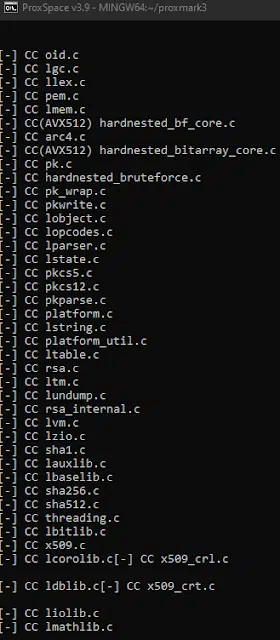 ProxSpace v3.9 - MINGW64:~/proxmark3
[-] CC oid.c
[-] CC lgc.c
[-] CC llex.c
[-] CC pem.c
[-] CC lmem.c
[-] CC(AVX512) hardnested_bf_core.c
[-] CC arc4.c
[-] CC(AVX512) hardnested_bitarray_core.c
[-] CC pk.c
[-] CC hardnested_bruteforce.c
[-] CC pk_wrap.c
[-] CC pkwrite.c
[-] CC lobject.c
[-] CC lopcodes.c
[-] CC lparser.c
[-] CC lstate.c
[-] CC pkcs5.c
[-] CC pkcs12.c
[-] CC pkparse.c
[-] CC platform.c
[-] CC lstring.c
[-] CC platform_util.c
[-] CC ltable.c
[-] CC rsa.c
[-] CC ltm.c
[-] CC lundump.c
[-] CC rsa_internal.c
[-] CC lvm.c
[-] CC lzio.c
[-] CC sha1.c
[-] CC lauxlib.c
[-] CC lbaselib.c
[-] CC sha256.c
[-] CC sha512.c
[-] CC threading.c
[-] CC lbitlib.c
[-] CC x509.c
[-] CC lcorolib.c[-] CC x509_crl.c
[-] CC ldblib.c[-] CC x509_crt.c
[-] CC liolib.c
[-] CC lmathlib.c